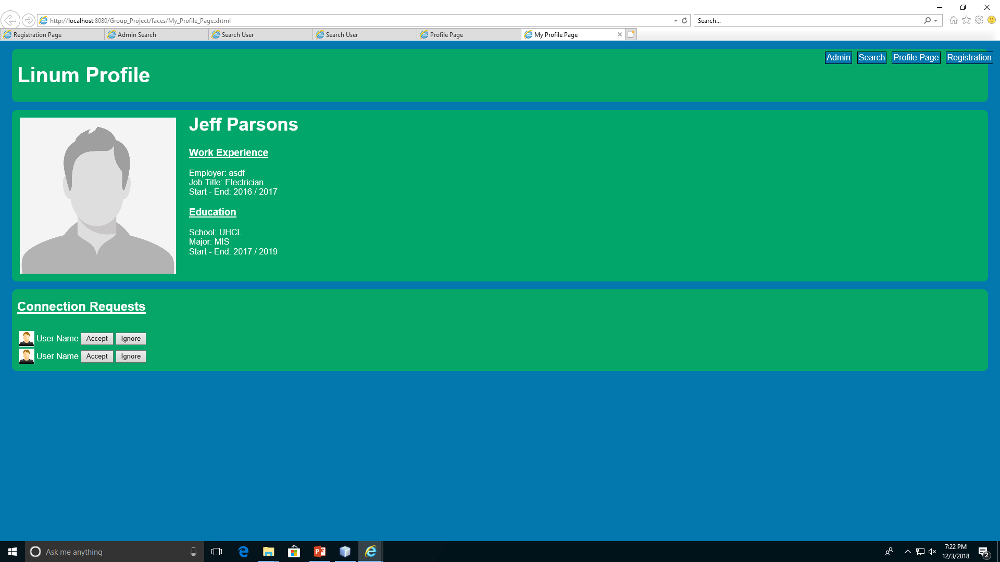 http://localhost:8080/Group_Project/faces/My_Profile_Page.xhtml
Search...
Registration Page
Admin Search
Search User
Search User
Profile Page
My Profile Page
Admin Search Profile Page Registration
Linum Profile
Jeff Parsons
Work Experience
Employer: asdf
Job Title: Electrician
Start - End: 2016 / 2017
Education
School: UHCL
Major: MIS
Start - End: 2017 / 2019
Connection Requests
User Name Accept Ignore
User Name Accept Ignore
Ask me anything
7:22 PM
12/3/2018
2